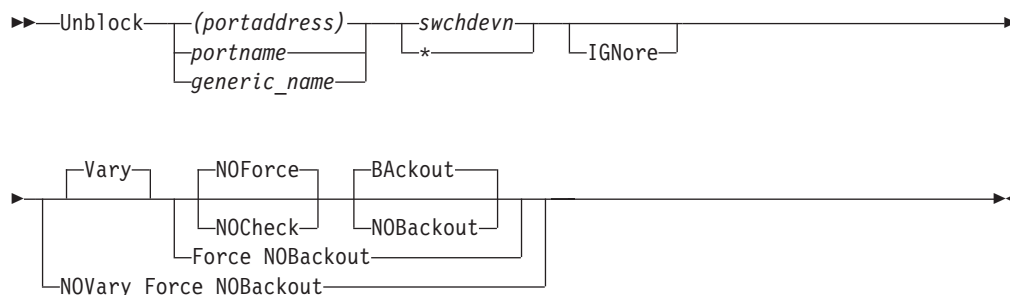 Unblock (portaddress) swchdevn
portname * IGNore
generic_name
Vary NOForce BAckout
NOCheck NOBackout
Force NOBackout
NOVary Force NOBackout